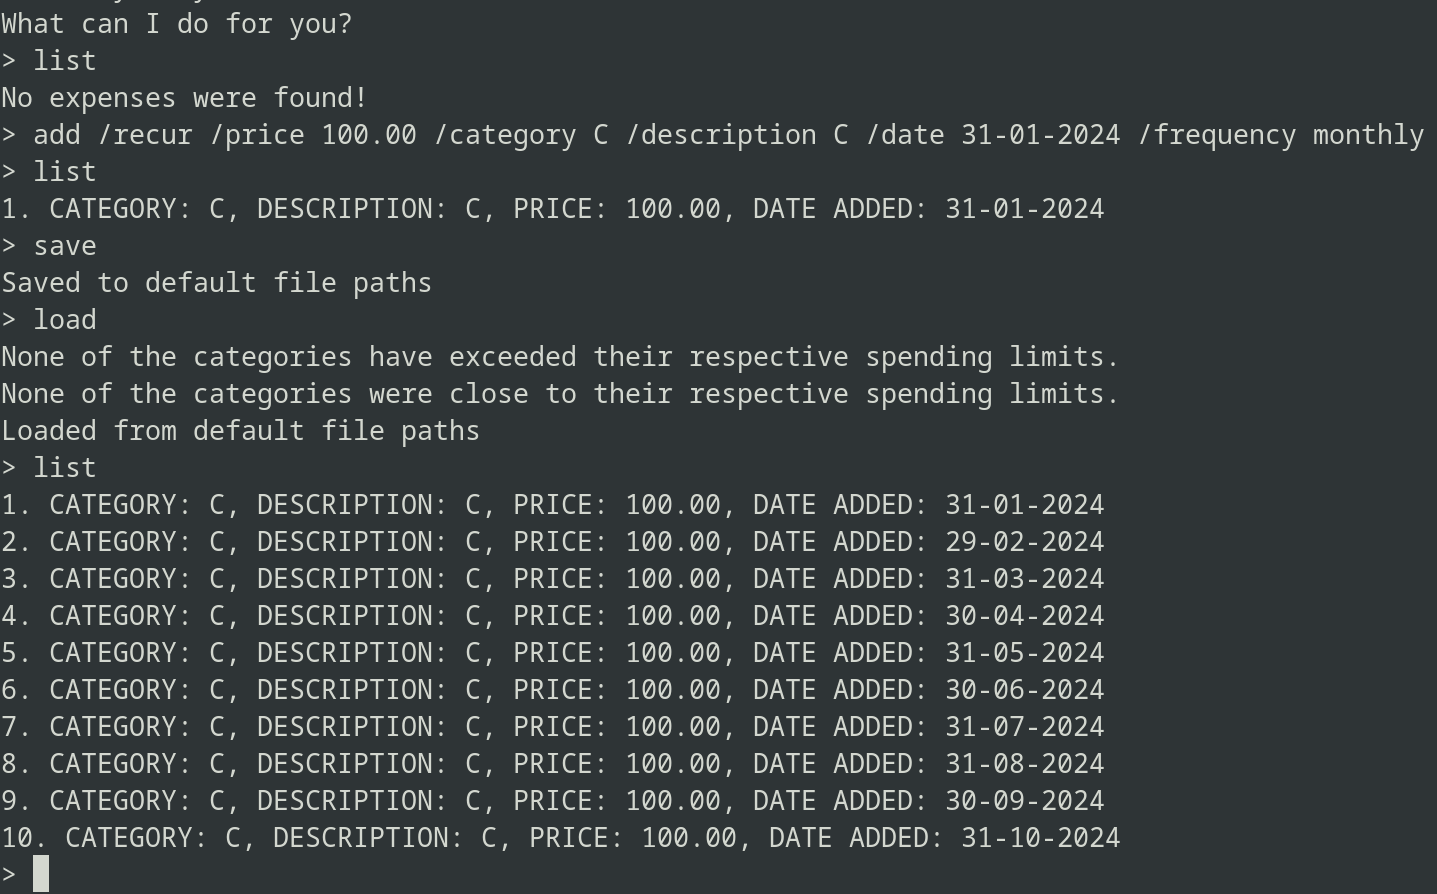 What can I do for you?
> list
No expenses were found!
> add /recur /price 100.00 /category C /description C /date 31-01-2024 /frequency monthly
> list
1. CATEGORY: C, DESCRIPTION: C, PRICE: 100.00, DATE ADDED: 31-01-2024
> save
Saved to default file paths
> load
None of the categories have exceeded their respective spending limits.
None of the categories were close to their respective spending limits.
Loaded from default file paths
> list
1. CATEGORY: C, DESCRIPTION: C, PRICE: 100.00, DATE ADDED: 31-01-2024
2. CATEGORY: C, DESCRIPTION: C, PRICE: 100.00, DATE ADDED: 29-02-2024
3. CATEGORY: C, DESCRIPTION: C, PRICE: 100.00, DATE ADDED: 31-03-2024
4. CATEGORY: C, DESCRIPTION: C, PRICE: 100.00, DATE ADDED: 30-04-2024
5. CATEGORY: C, DESCRIPTION: C, PRICE: 100.00, DATE ADDED: 31-05-2024
6. CATEGORY: C, DESCRIPTION: C, PRICE: 100.00, DATE ADDED: 30-06-2024
7. CATEGORY: C, DESCRIPTION: C, PRICE: 100.00, DATE ADDED: 31-07-2024
8. CATEGORY: C, DESCRIPTION: C, PRICE: 100.00, DATE ADDED: 31-08-2024
9. CATEGORY: C, DESCRIPTION: C, PRICE: 100.00, DATE ADDED: 30-09-2024
10. CATEGORY: C, DESCRIPTION: C, PRICE: 100.00, DATE ADDED: 31-10-2024
>